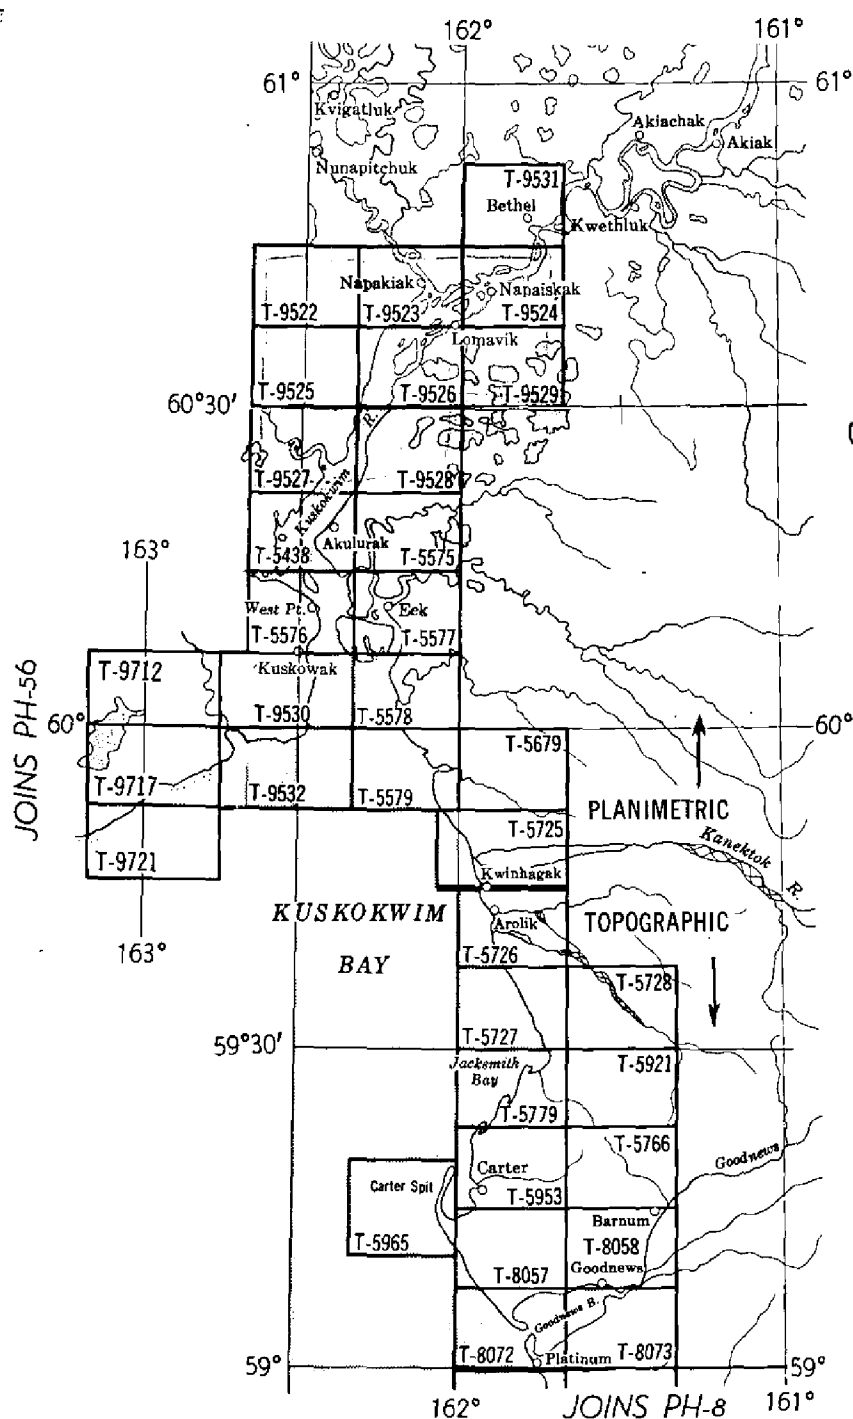 E
162°
161°
61°
61°
Kvigatluk
Akiachak
Akiak
Nunapitchuk
T-9531
Bethel
Kwethluk
Napakiak
Napaiskak
T-9522
T-9523
T-9524
Lomavik
T-9525
T-9526
T-9529
60°30'
R.
T-9527
T-9528
Kuskokwim
Akulurak
163°
T-5438
T-5575
West Pt.
Eek
T-5576
T-5577
JOINS PH-56
T-9712
Kuskowak
T-9530
T-5578
60°
60°
T-5679
T-9717
T-9532
T-5579
PLANIMETRIC
T-5725
Kanektok
R.
T-9721
Kwinhagak
KUSKOKWIM
BAY
Arolik
TOPOGRAPHIC
163°
T-5726
T-5728
T-5727
59°30'
Jacksmith
Bay
T-5921
T-5779
T-5766
Goodnews
Carter
Carter Spit
T-5953
Barnum
T-5965
T-8058
T-8057
Goodnews
Goodnews B.
T-8072
Platinum
T-8073
59°
59°
162°
JOINS PH-8
161°